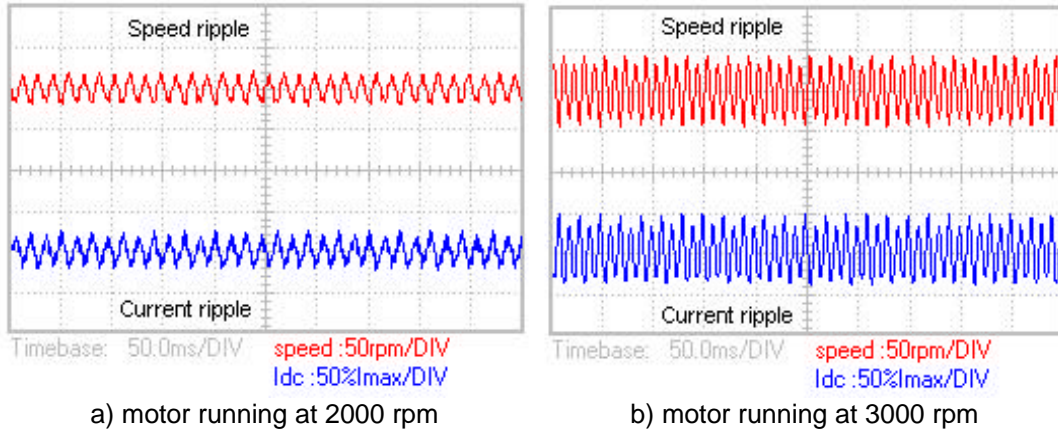 Speed ripple
Current ripple
Timebase: 50.0ms/DIV speed :50rpm/DIV
Idc :50%Imax/DIV
a) motor running at 2000 rpm
Speed ripple
Current ripple
Timebase: 50.0ms/DIV speed :50rpm/DIV
Idc :50%Imax/DIV
b) motor running at 3000 rpm